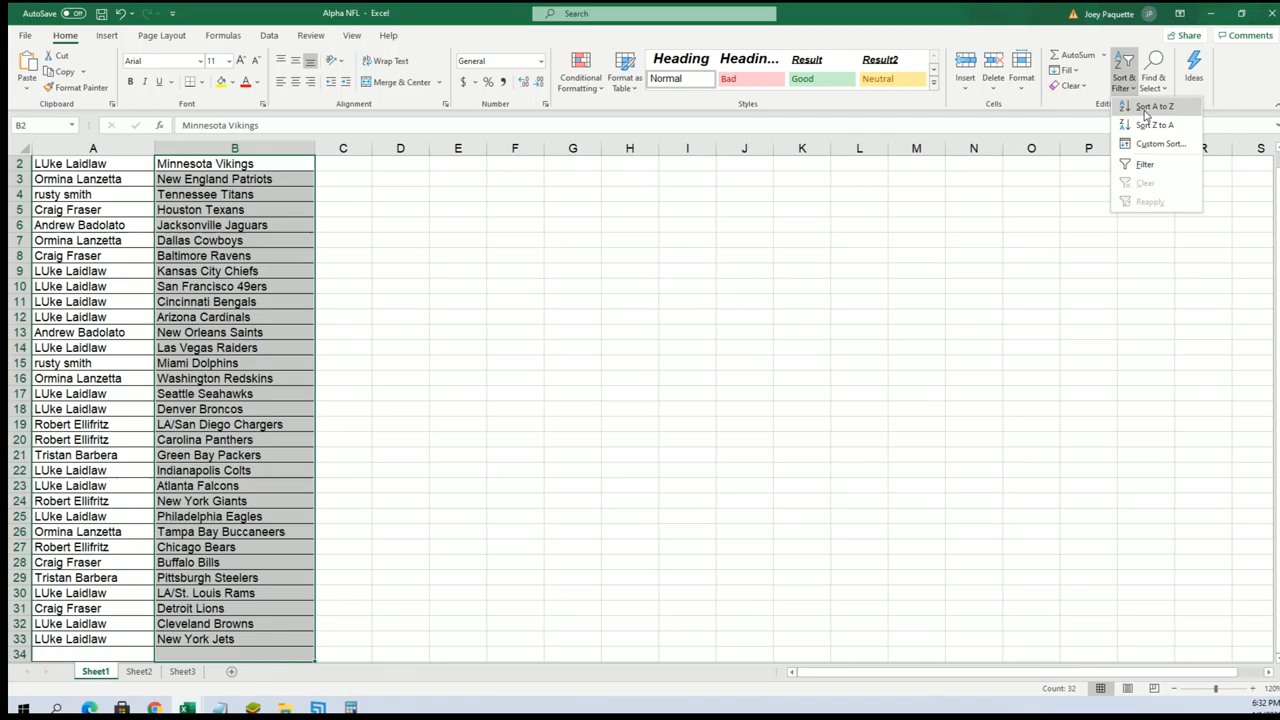 AutoSave Off Alpha NFL - Excel Search Joey Paquette JP
File Home Insert Page Layout Formulas Data Review View Help Share Comments
Paste Cut Copy Format Painter Clipboard
Arial 11 B I U A Font
Wrap Text Merge & Center Alignment
General $ % Number
Conditional Formatting Format as Table
Heading Headin... Result Result2
Normal Bad Good Neutral
Styles
Insert Delete Format Cells
AutoSum Fill Clear
Sort & Filter Find & Select Ideas
Sort A to Z
Sort Z to A
Custom Sort...
Filter
Clear
Reapply
B2 fx Minnesota Vikings
A B C D E F G H I J K L M N O P R S
2 LUke Laidlaw Minnesota Vikings
3 Ormina Lanzetta New England Patriots
4 rusty smith Tennessee Titans
5 Craig Fraser Houston Texans
6 Andrew Badolato Jacksonville Jaguars
7 Ormina Lanzetta Dallas Cowboys
8 Craig Fraser Baltimore Ravens
9 LUke Laidlaw Kansas City Chiefs
10 LUke Laidlaw San Francisco 49ers
11 LUke Laidlaw Cincinnati Bengals
12 LUke Laidlaw Arizona Cardinals
13 Andrew Badolato New Orleans Saints
14 LUke Laidlaw Las Vegas Raiders
15 rusty smith Miami Dolphins
16 Ormina Lanzetta Washington Redskins
17 LUke Laidlaw Seattle Seahawks
18 LUke Laidlaw Denver Broncos
19 Robert Ellifritz LA/San Diego Chargers
20 Robert Ellifritz Carolina Panthers
21 Tristan Barbera Green Bay Packers
22 LUke Laidlaw Indianapolis Colts
23 LUke Laidlaw Atlanta Falcons
24 Robert Ellifritz New York Giants
25 LUke Laidlaw Philadelphia Eagles
26 Ormina Lanzetta Tampa Bay Buccaneers
27 Robert Ellifritz Chicago Bears
28 Craig Fraser Buffalo Bills
29 Tristan Barbera Pittsburgh Steelers
30 LUke Laidlaw LA/St. Louis Rams
31 Craig Fraser Detroit Lions
32 LUke Laidlaw Cleveland Browns
33 LUke Laidlaw New York Jets
34
Sheet1 Sheet2 Sheet3
Count: 32 120%
6:32 PM